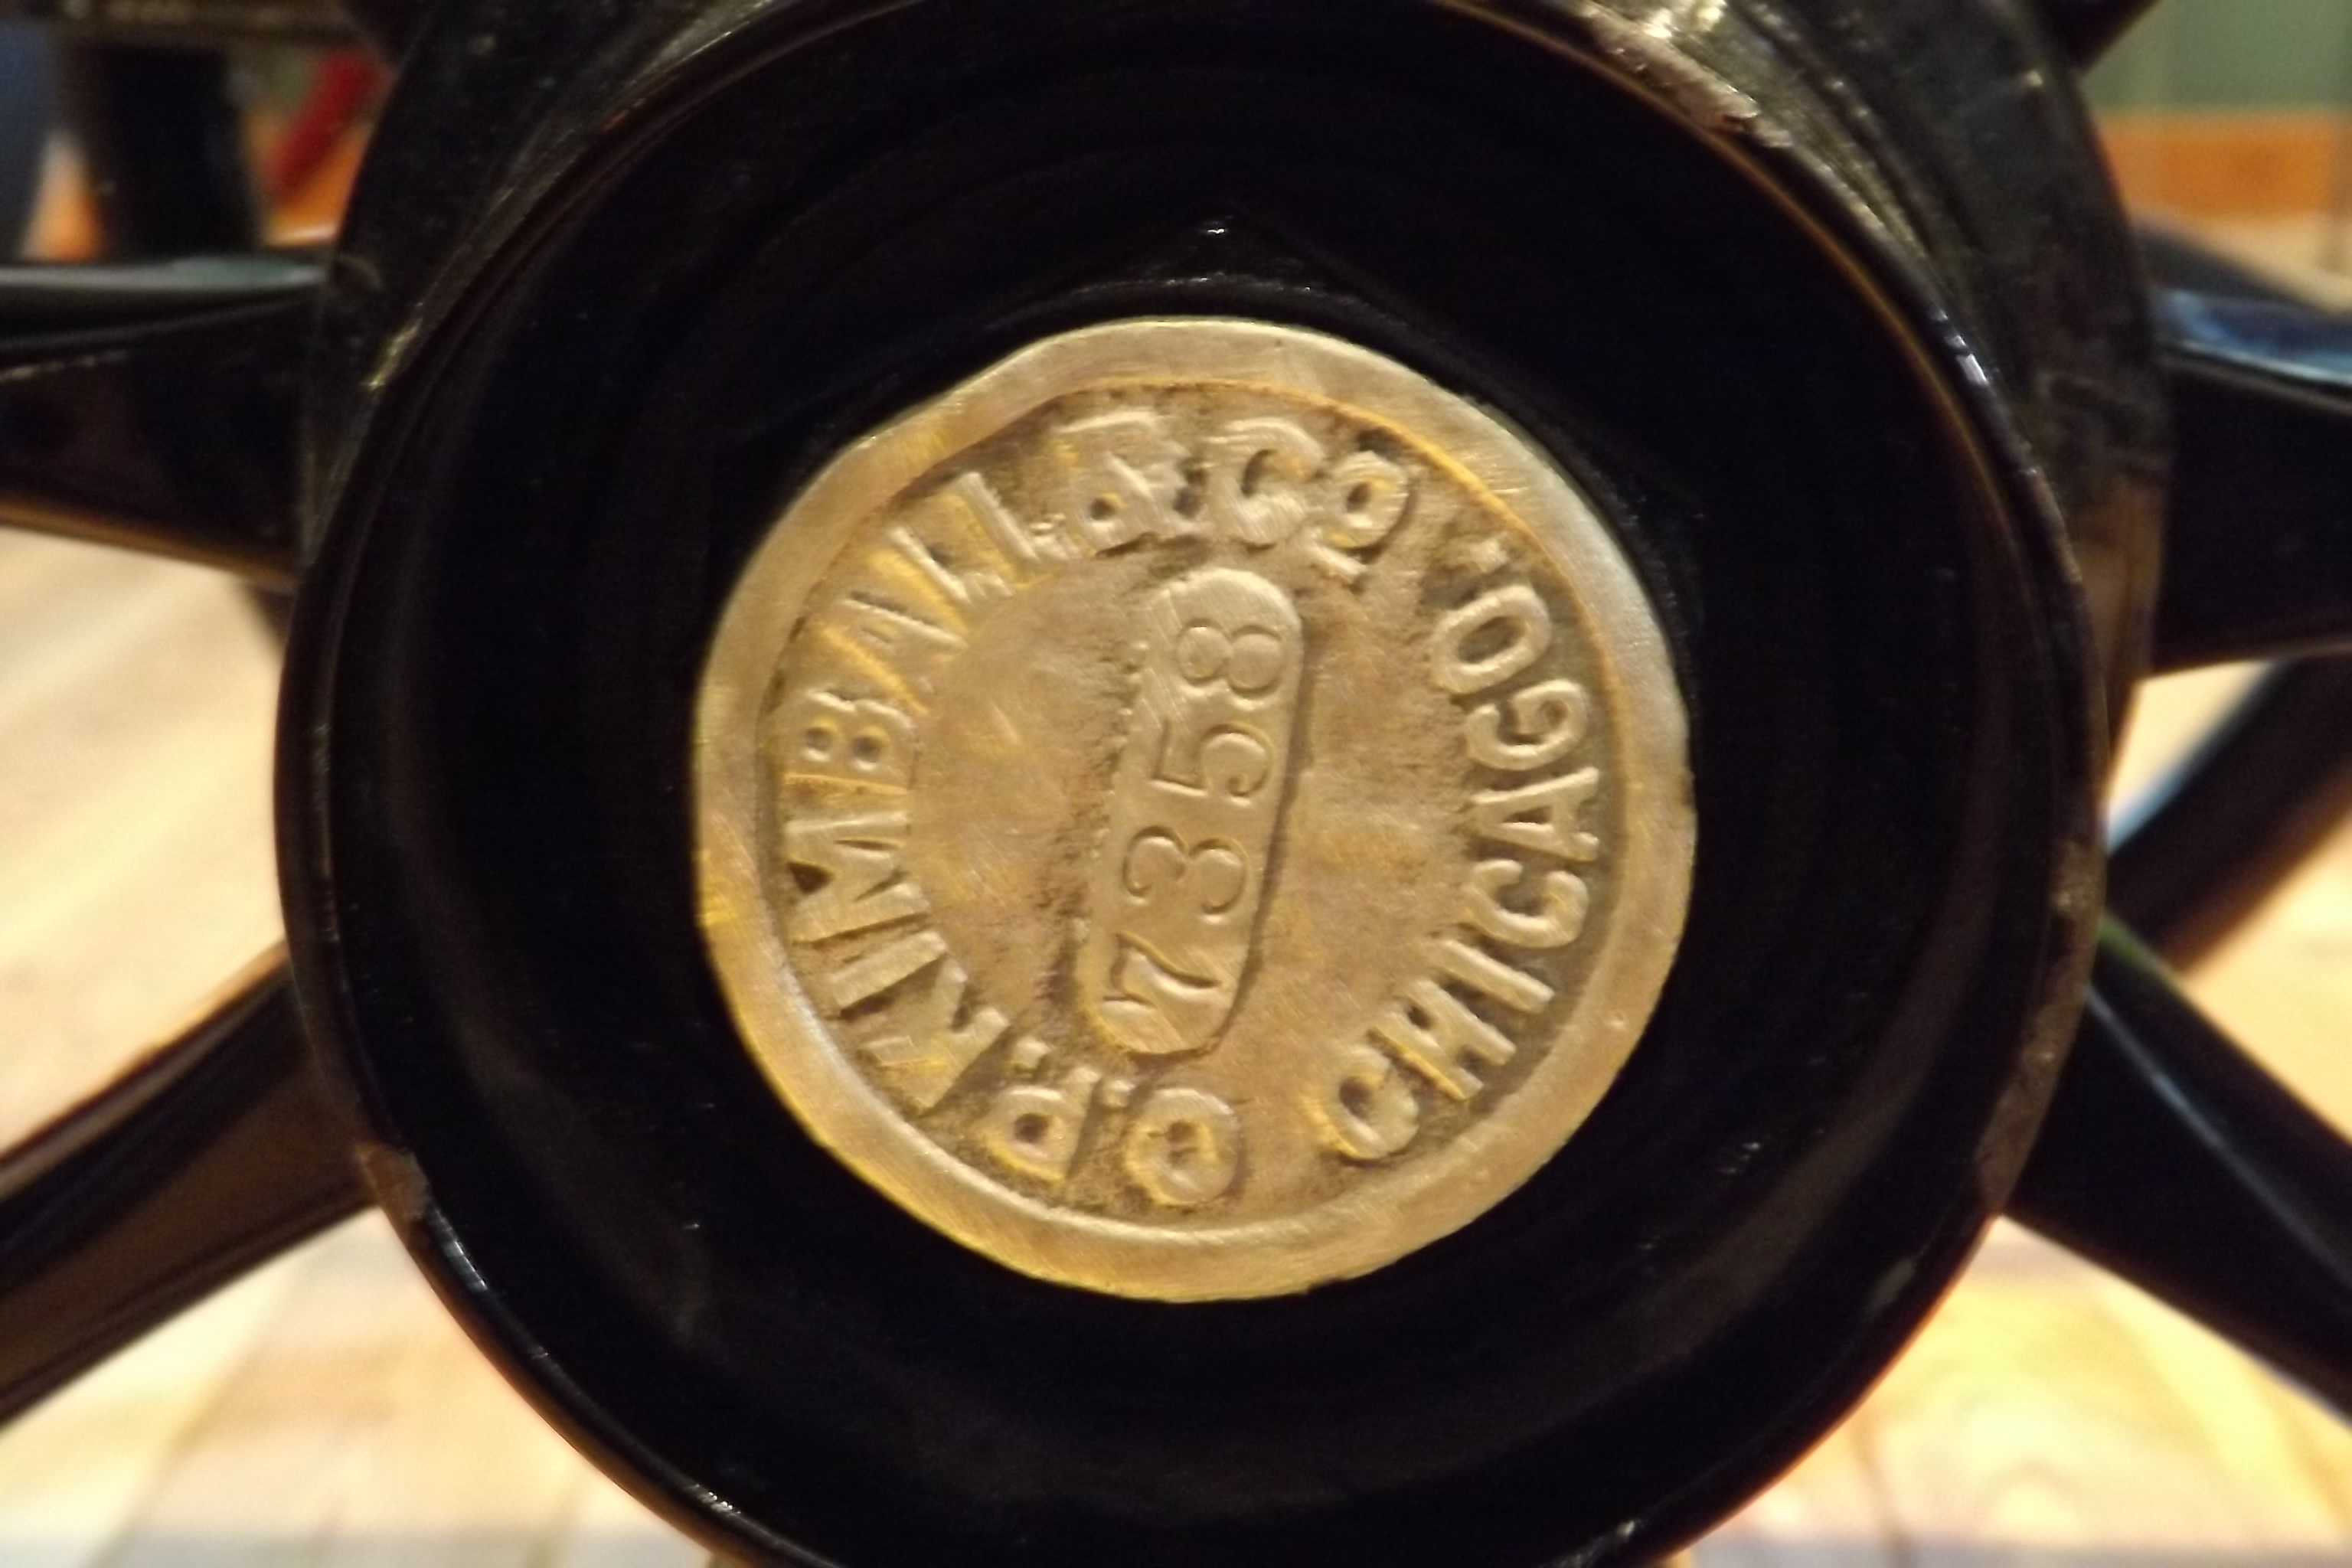 C.P. KIMBALL & CO
CHICAGO.
7358